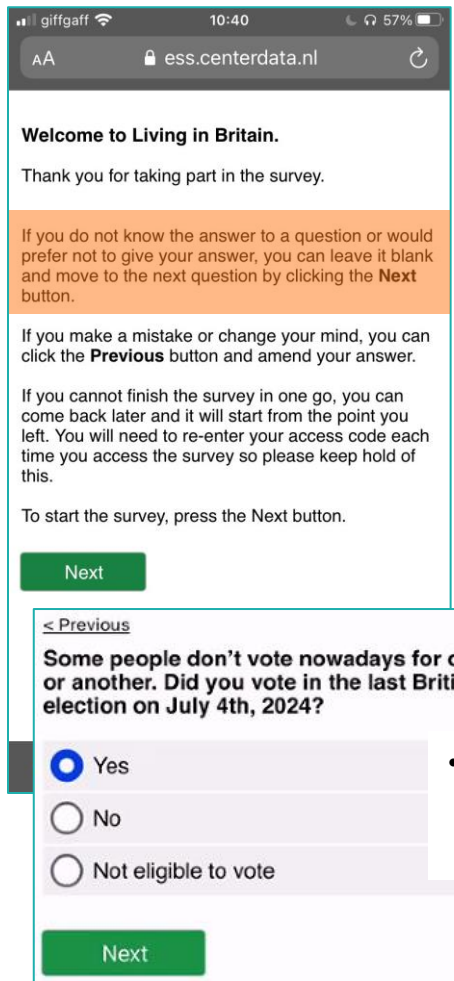 giffgaff 10:40 57%
AA ess.centerdata.nl
Welcome to Living in Britain.
Thank you for taking part in the survey.
If you do not know the answer to a question or would
prefer not to give your answer, you can leave it blank
and move to the next question by clicking the Next
button.
If you make a mistake or change your mind, you can
click the Previous button and amend your answer.
If you cannot finish the survey in one go, you can
come back later and it will start from the point you
left. You will need to re-enter your access code each
time you access the survey so please keep hold of
this.
To start the survey, press the Next button.
Next
< Previous
Some people don't vote nowadays for
or another. Did you vote in the last
election on July 4th, 2024?
Yes
No
Not eligible to vote
Next